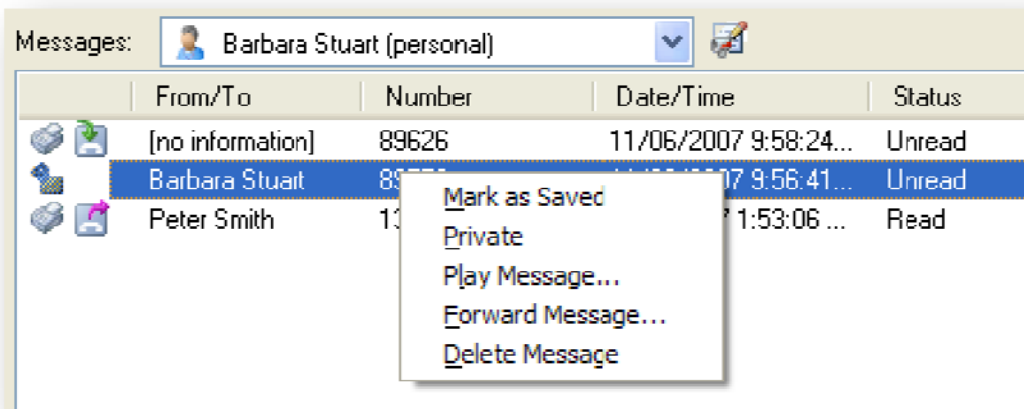 Messages: Barbara Stuart (personal)
From/To Number Date/Time Status
[no information] 89626 11/06/2007 9:58:24... Unread
Barbara Stuart 9:56:41... Unread
Peter Smith 1:53:06 ... Read
Mark as Saved
Private
Play Message...
Forward Message...
Delete Message